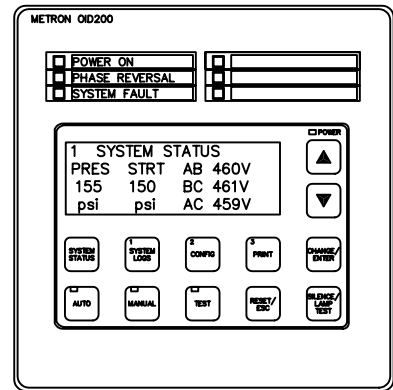 METRON OID200
POWER ON
PHASE REVERSAL
SYSTEM FAULT
POWER
1 SYSTEM STATUS
PRES STRT AB 460V
155 150 BC 461V
psi psi AC 459V
SYSTEM STATUS
1 SYSTEM LOGS
2 CONFIG
3 PRINT
CHANGE/ ENTER
AUTO
MANUAL
TEST
RESET/ ESC
SILENCE/ LAMP TEST